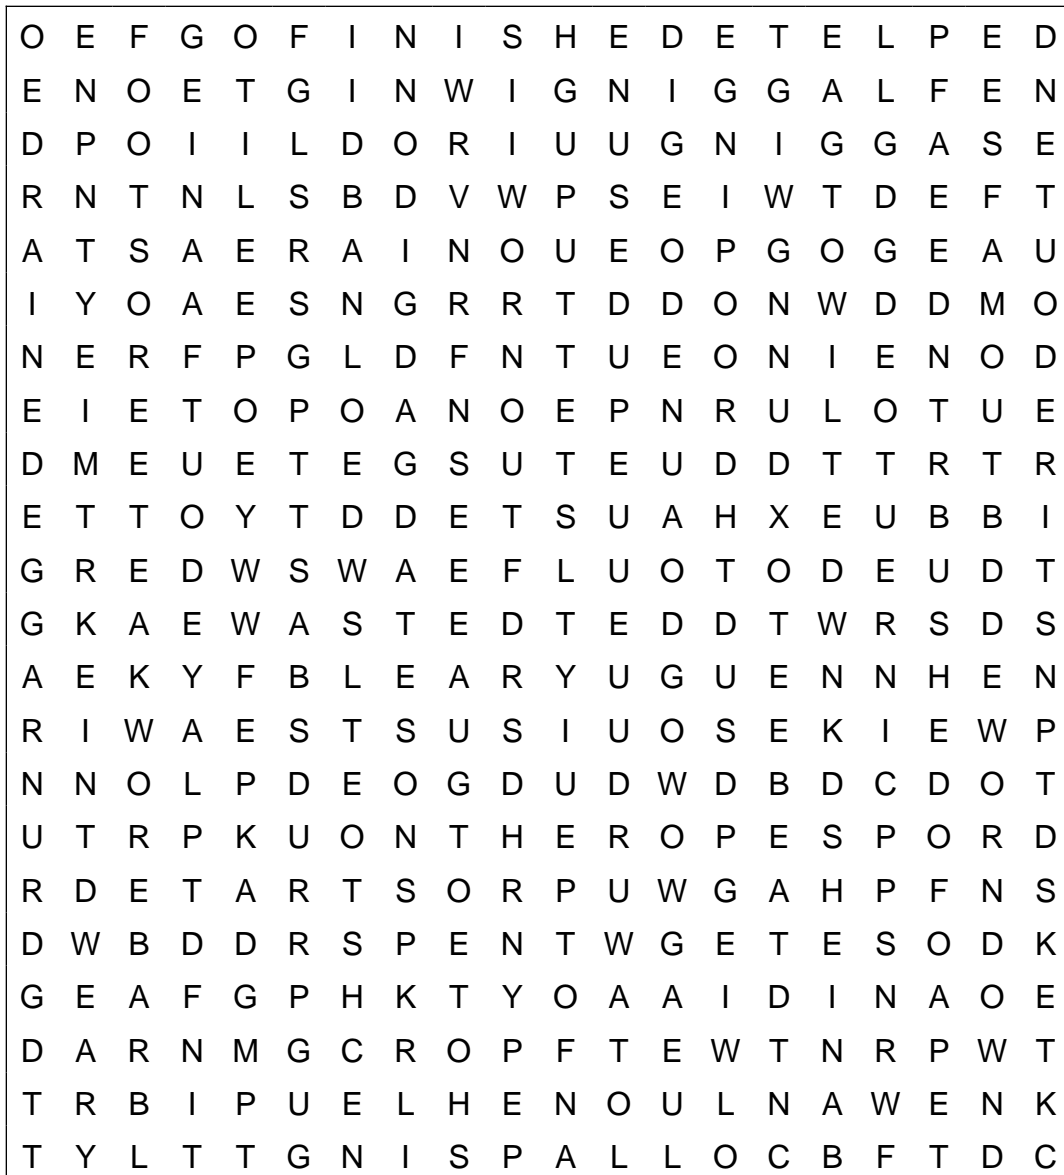 O E F G O F I N I S H E D E T E L P E D
E N O E T G I N W I G N I G G A L F E N
D P O I I L D O R I U U G N I G G A S E
R N T N L S B D V W P S E I W T D E F T
A T S A E R A I N O U E O P G O G E A U
I Y O A E S N G R R T D D O N W D D M O
N E R F P G L D F N T U E O N I E N O D
E I E T O P O A N O E P N R U L O T U E
D M E U E T E G S U T E U D D T T R T R
E T T O Y T D D E T S U A H X E U B B I
G R E D W S W A E F L U O T O D E U D T
G K A E W A S T E D T E D D T W R S D S
A E K Y F B L E A R Y U G U E N N H E N
R I W A E S T S U S I U O S E K I E W P
N N O L P D E O G D U D W D B D C D O T
U T R P K U O N T H E R O P E S P O R D
R D E T A R T S O R P U W G A H P F N S
D W B D D R S P E N T W G E T E S O D K
G E A F G P H K T Y O A A I D I N A O E
D A R N M G C R O P F T E W T N R P W T
T R B I P U E L H E N O U L N A W E N K
T Y L T T G N I S P A L L O C B F T D C